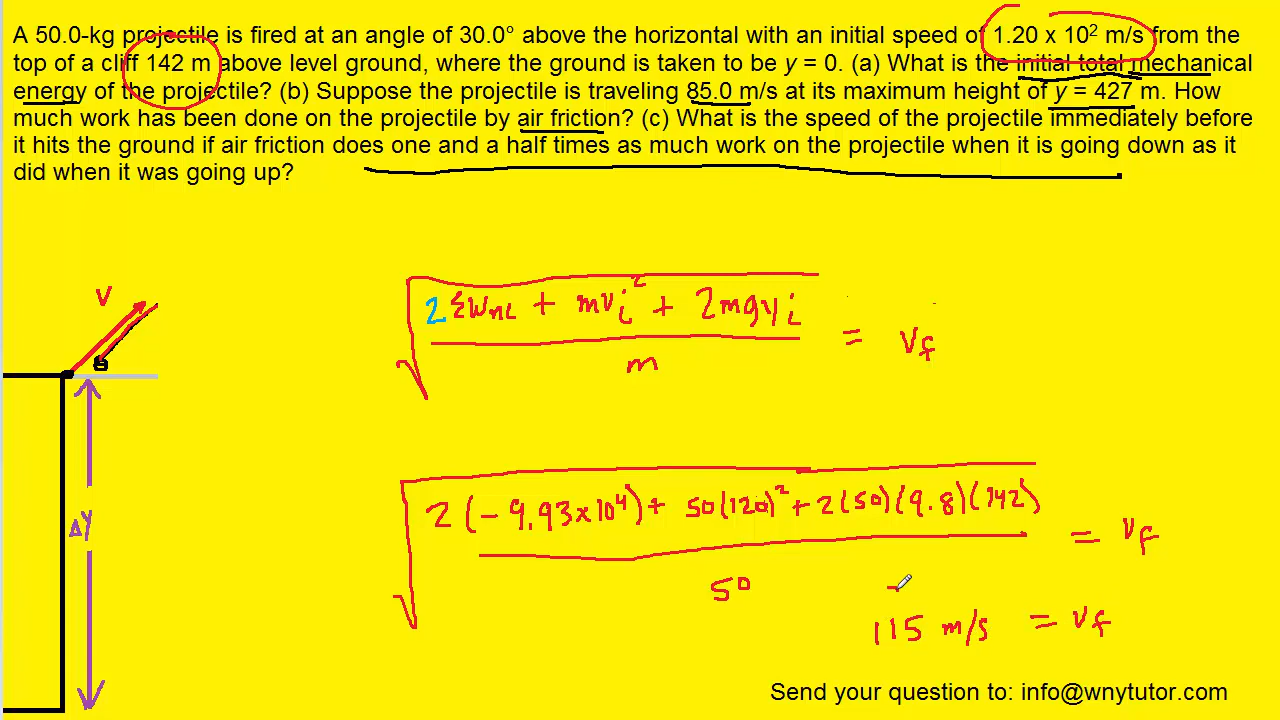 A 50.0-kg projectile is fired at an angle of 30.0° above the horizontal with an initial speed of 1.20 x 10² m/s from the
top of a cliff 142 m above level ground, where the ground is taken to be y = 0. (a) What is the initial total mechanical
energy of the projectile? (b) Suppose the projectile is traveling 85.0 m/s at its maximum height of y = 427 m. How
much work has been done on the projectile by air friction? (c) What is the speed of the projectile immediately before
it hits the ground if air friction does one and a half times as much work on the projectile when it is going down as it
did when it was going up?
V
θ
ΔY
√ 2 ΣWnc + mvi² + 2mgyi = Vf
m
√ 2 (-9.93x10⁴) + 50(120)² + 2(50)(9.8)(142) = Vf
50
115 m/s = Vf
Send your question to: info@wnytutor.com